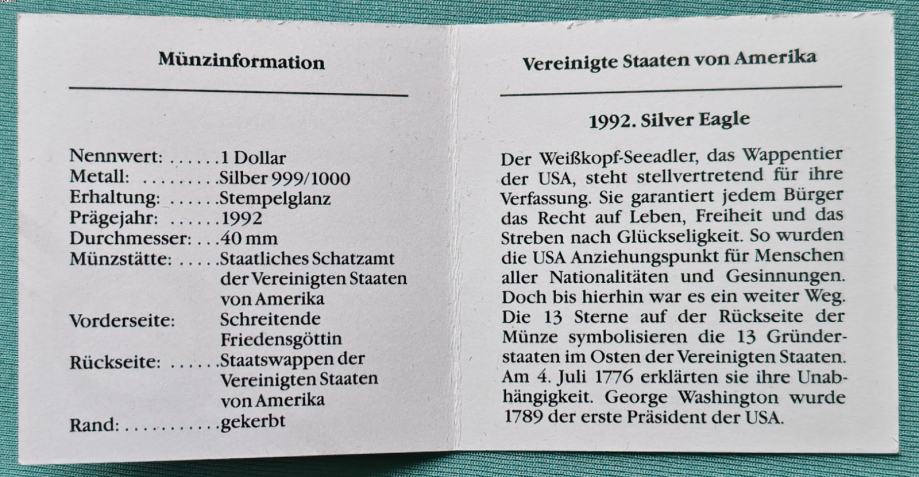 Münzinformation
Nennwert: ......1 Dollar
Metall: .........Silber 999/1000
Erhaltung: ......Stempelglanz
Prägejahr: ......1992
Durchmesser: ...40 mm
Münzstätte: .....Staatliches Schatzamt
der Vereinigten Staaten
von Amerika
Vorderseite: Schreitende
Friedensgöttin
Rückseite: ......Staatswappen der
Vereinigten Staaten
von Amerika
Rand: ...........gekerbt
Vereinigte Staaten von Amerika
1992. Silver Eagle
Der Weißkopf-Seeadler, das Wappentier
der USA, steht stellvertretend für ihre
Verfassung. Sie garantiert jedem Bürger
das Recht auf Leben, Freiheit und das
Streben nach Glückseligkeit. So wurden
die USA Anziehungspunkt für Menschen
aller Nationalitäten und Gesinnungen.
Doch bis hierhin war es ein weiter Weg.
Die 13 Sterne auf der Rückseite der
Münze symbolisieren die 13 Gründer-
staaten im Osten der Vereinigten Staaten.
Am 4. Juli 1776 erklärten sie ihre Unab-
hängigkeit. George Washington wurde
1789 der erste Präsident der USA.